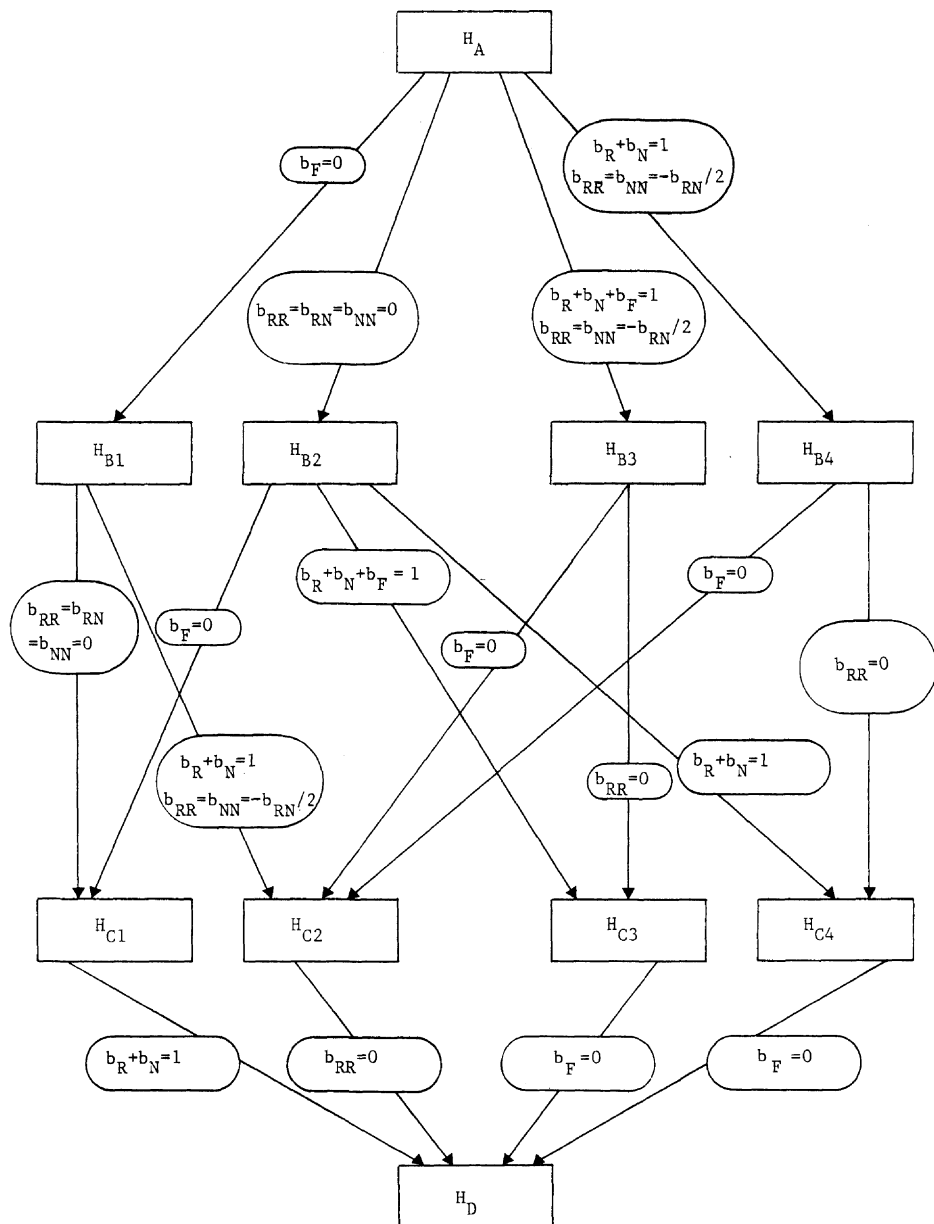 H_A
b_F=0
b_R+b_N=1
b_RR=b_NN=-b_RN/2
b_RR=b_RN=b_NN=0
b_R+b_N+b_F=1
b_RR=b_NN=-b_RN/2
H_B1
H_B2
H_B3
H_B4
b_RR=b_RN
=b_NN=0
b_F=0
b_R+b_N+b_F=1
b_F=0
b_F=0
b_RR=0
b_R+b_N=1
b_RR=b_NN=-b_RN/2
b_RR=0
b_R+b_N=1
H_C1
H_C2
H_C3
H_C4
b_R+b_N=1
b_RR=0
b_F=0
b_F=0
H_D